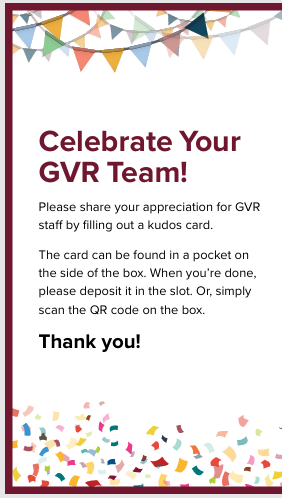 Celebrate Your
GVR Team!
Please share your appreciation for GVR
staff by filling out a kudos card.
The card can be found in a pocket on
the side of the box. When you're done,
please deposit it in the slot. Or, simply
scan the QR code on the box.
Thank you!